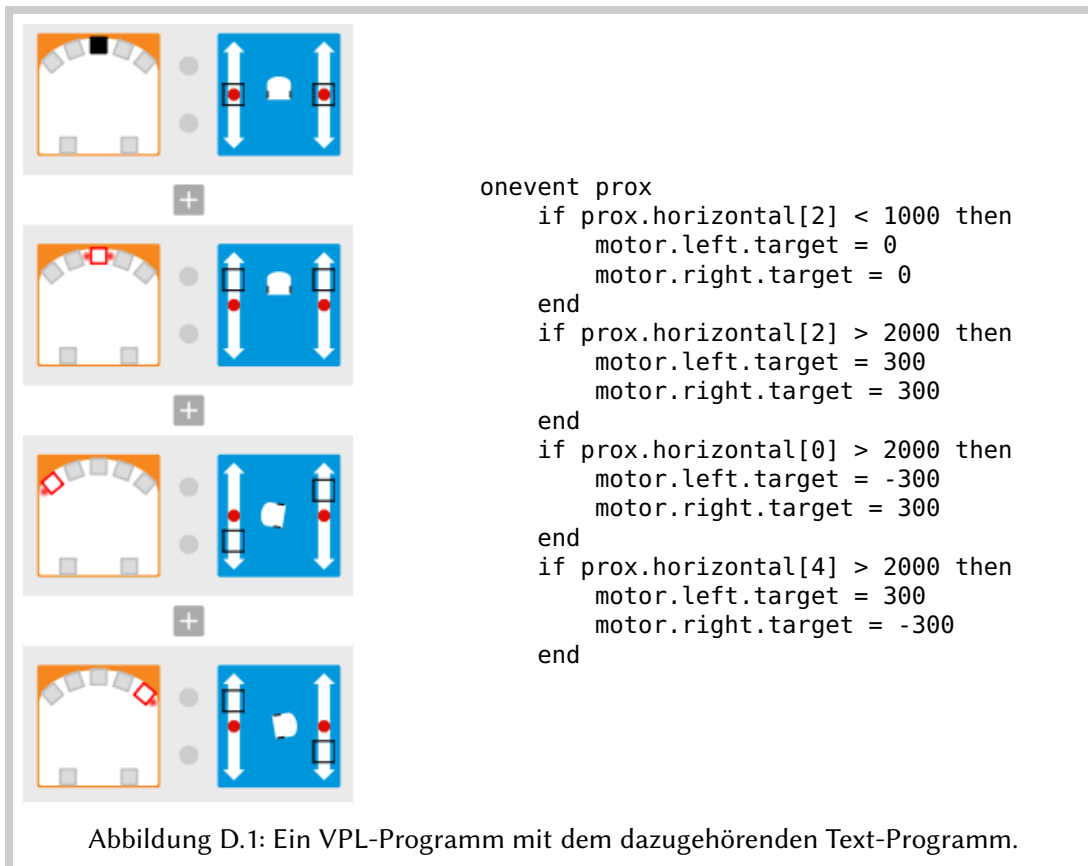 onevent prox
if prox.horizontal[2] < 1000 then
motor.left.target = 0
motor.right.target = 0
end
if prox.horizontal[2] > 2000 then
motor.left.target = 300
motor.right.target = 300
end
if prox.horizontal[0] > 2000 then
motor.left.target = -300
motor.right.target = 300
end
if prox.horizontal[4] > 2000 then
motor.left.target = 300
motor.right.target = -300
end
Abbildung D.1: Ein VPL-Programm mit dem dazugehörenden Text-Programm.